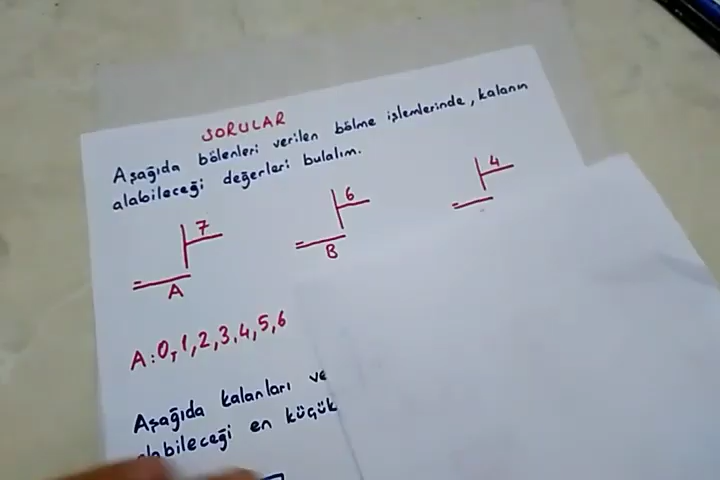 SORULAR
Aşağıda bölenleri verilen bölme işlemlerinde, kalanın
alabileceği değerleri bulalım.
7
6
4
A
B
A:0,1,2,3,4,5,6
Aşağıda kalanları ve
alabileceği en küçük